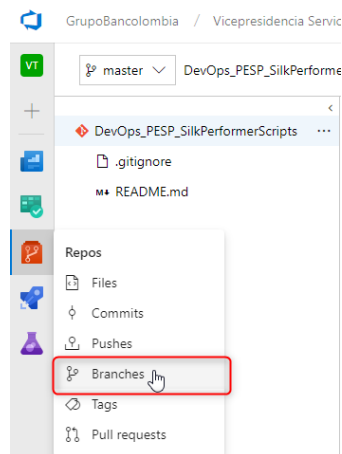 GrupoBancolombia / Vicepresidencia Servic
VT
master DevOps_PESP_SilkPerforme
DevOps_PESP_SilkPerformerScripts ...
.gitignore
M↓ README.md
Repos
Files
Commits
Pushes
Branches
Tags
Pull requests